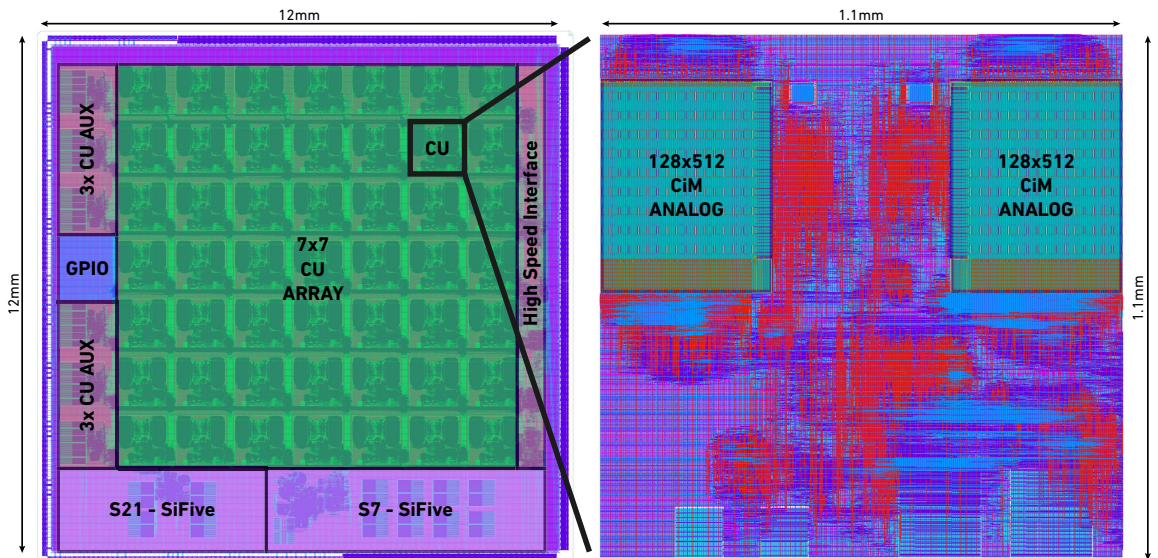 12mm
1.1mm
12mm
3x CU AUX
CU
128x512
CiM
ANALOG
128x512
CiM
ANALOG
High Speed Interface
7x7
CU
ARRAY
GPIO
3x CU AUX
1.1mm
S21 - SiFive
S7 - SiFive